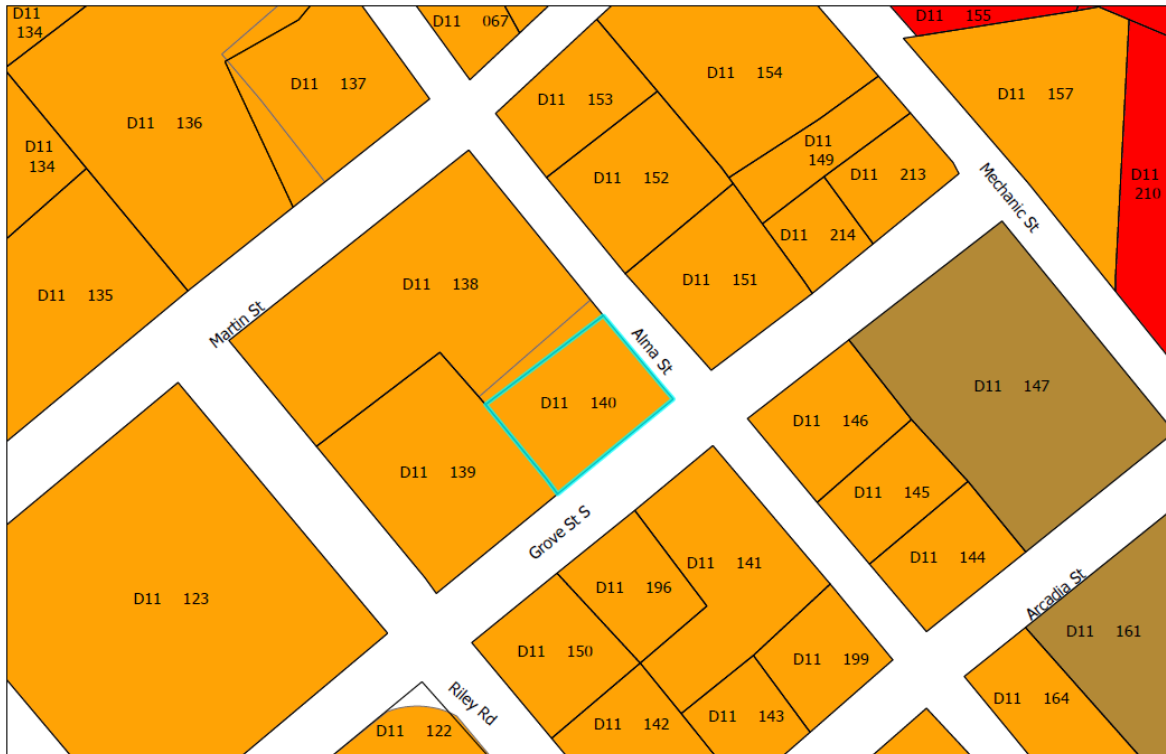 D11 155
D11
134
D11 067
D11 154
D11 137
D11 157
D11 153
D11 136
D11
149
D11
134
D11 213
D11
210
D11 152
Mechanic St
D11 214
D11 151
D11 138
D11 135
Martin St
Alma St
D11 147
D11 140
D11 146
D11 139
D11 145
Grove St S
D11 144
D11 141
D11 196
Arcadia St
D11 123
D11 161
D11 150
D11 199
Riley Rd
D11 164
D11 143
D11 142
D11 122